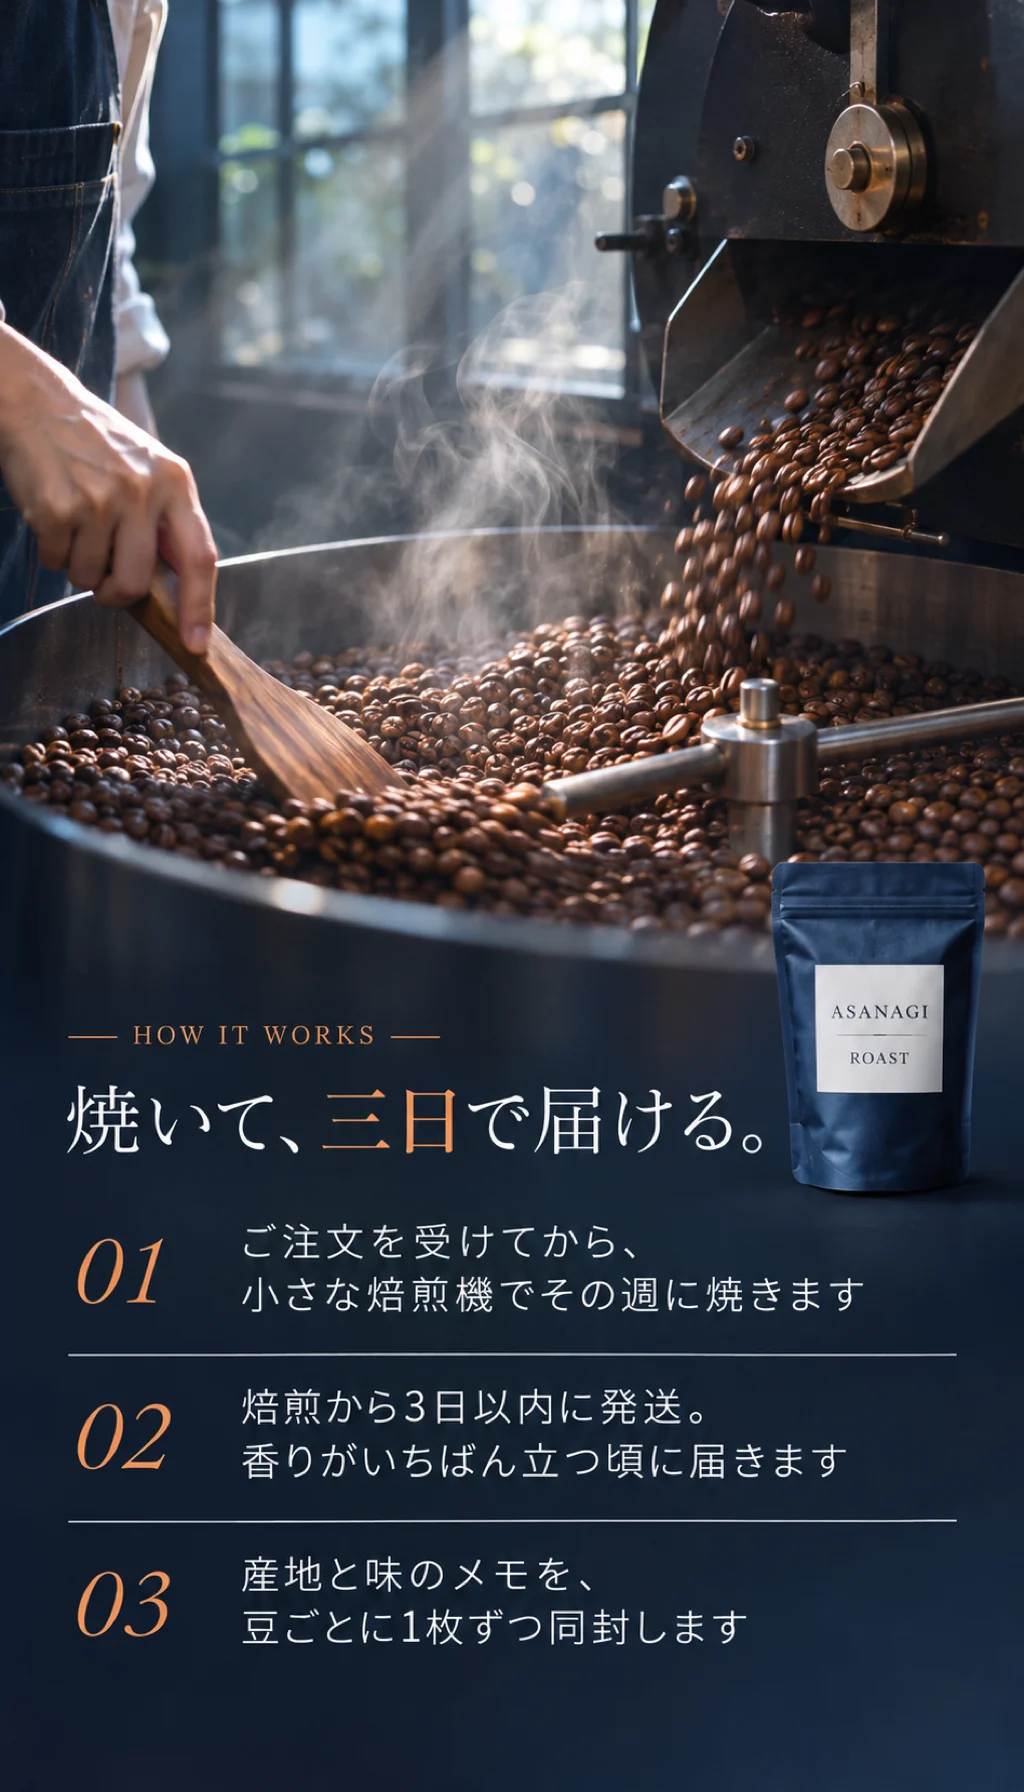 ASANAGI
ROAST
HOW IT WORKS
焼いて、三日で届ける。
01
ご注文を受けてから、
小さな焙煎機でその週に焼きます
02
焙煎から3日以内に発送。
香りがいちばん立つ頃に届きます
03
産地と味のメモを、
豆ごとに1枚ずつ同封します